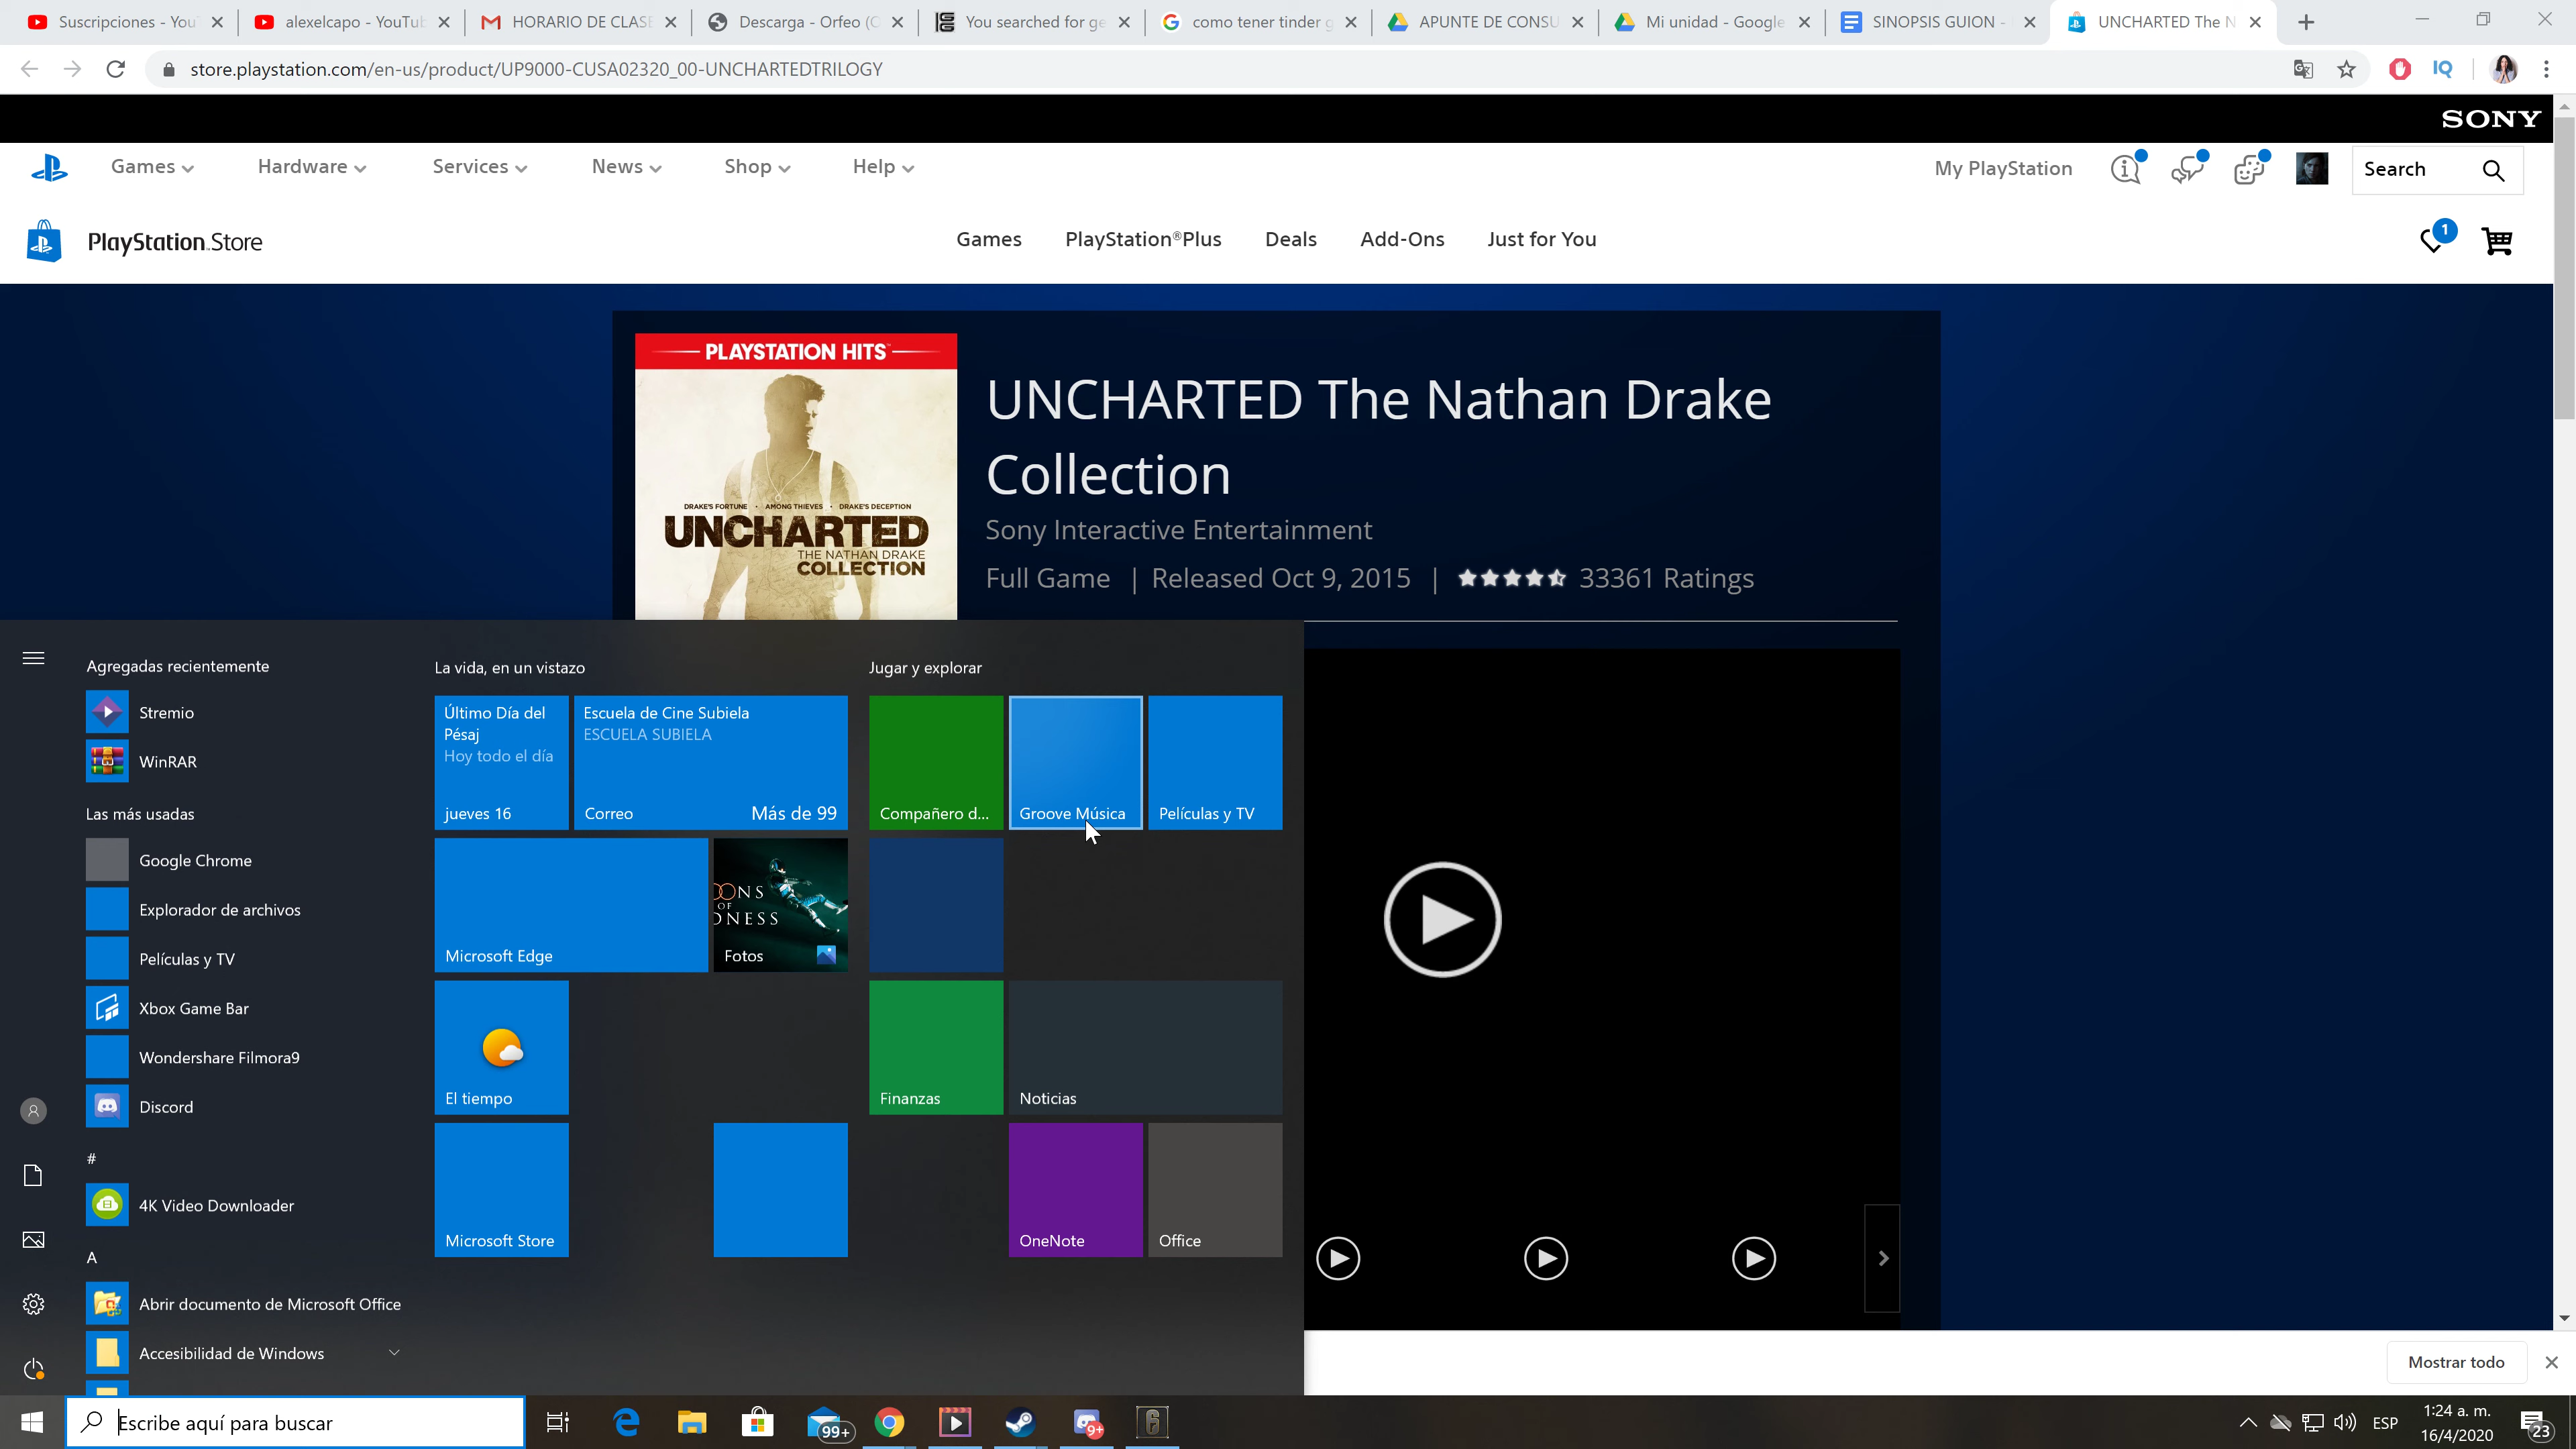 Suscripciones - You
alexelcapo - YouTub
HORARIO DE CLASE
Descarga - Orfeo (C
You searched for ge
como tener tinder g
APUNTE DE CONSU
Mi unidad - Google
SINOPSIS GUION -
UNCHARTED The N
store.playstation.com/en-us/product/UP9000-CUSA02320_00-UNCHARTEDTRILOGY
IQ
SONY
Games
Hardware
Services
News
Shop
Help
My PlayStation
Search
PlayStation Store
Games
PlayStation®Plus
Deals
Add-Ons
Just for You
1
PLAYSTATION HITS
DRAKE'S FORTUNE · AMONG THIEVES · DRAKE'S DECEPTION
UNCHARTED
THE NATHAN DRAKE
COLLECTION
UNCHARTED The Nathan Drake
Collection
Sony Interactive Entertainment
Full Game | Released Oct 9, 2015 | 33361 Ratings
Agregadas recientemente
Stremio
WinRAR
Las más usadas
Google Chrome
Explorador de archivos
Películas y TV
Xbox Game Bar
Wondershare Filmora9
Discord
#
4K Video Downloader
A
Abrir documento de Microsoft Office
Accesibilidad de Windows
La vida, en un vistazo
Último Día del
Pésaj
Hoy todo el día
jueves 16
Escuela de Cine Subiela
ESCUELA SUBIELA
Correo
Más de 99
Microsoft Edge
OONS
OF
DNESS
Fotos
El tiempo
Microsoft Store
Jugar y explorar
Compañero d...
Groove Música
Películas y TV
Finanzas
Noticias
OneNote
Office
Mostrar todo
Escribe aquí para buscar
99+
9+
6
ESP
1:24 a. m.
16/4/2020
23